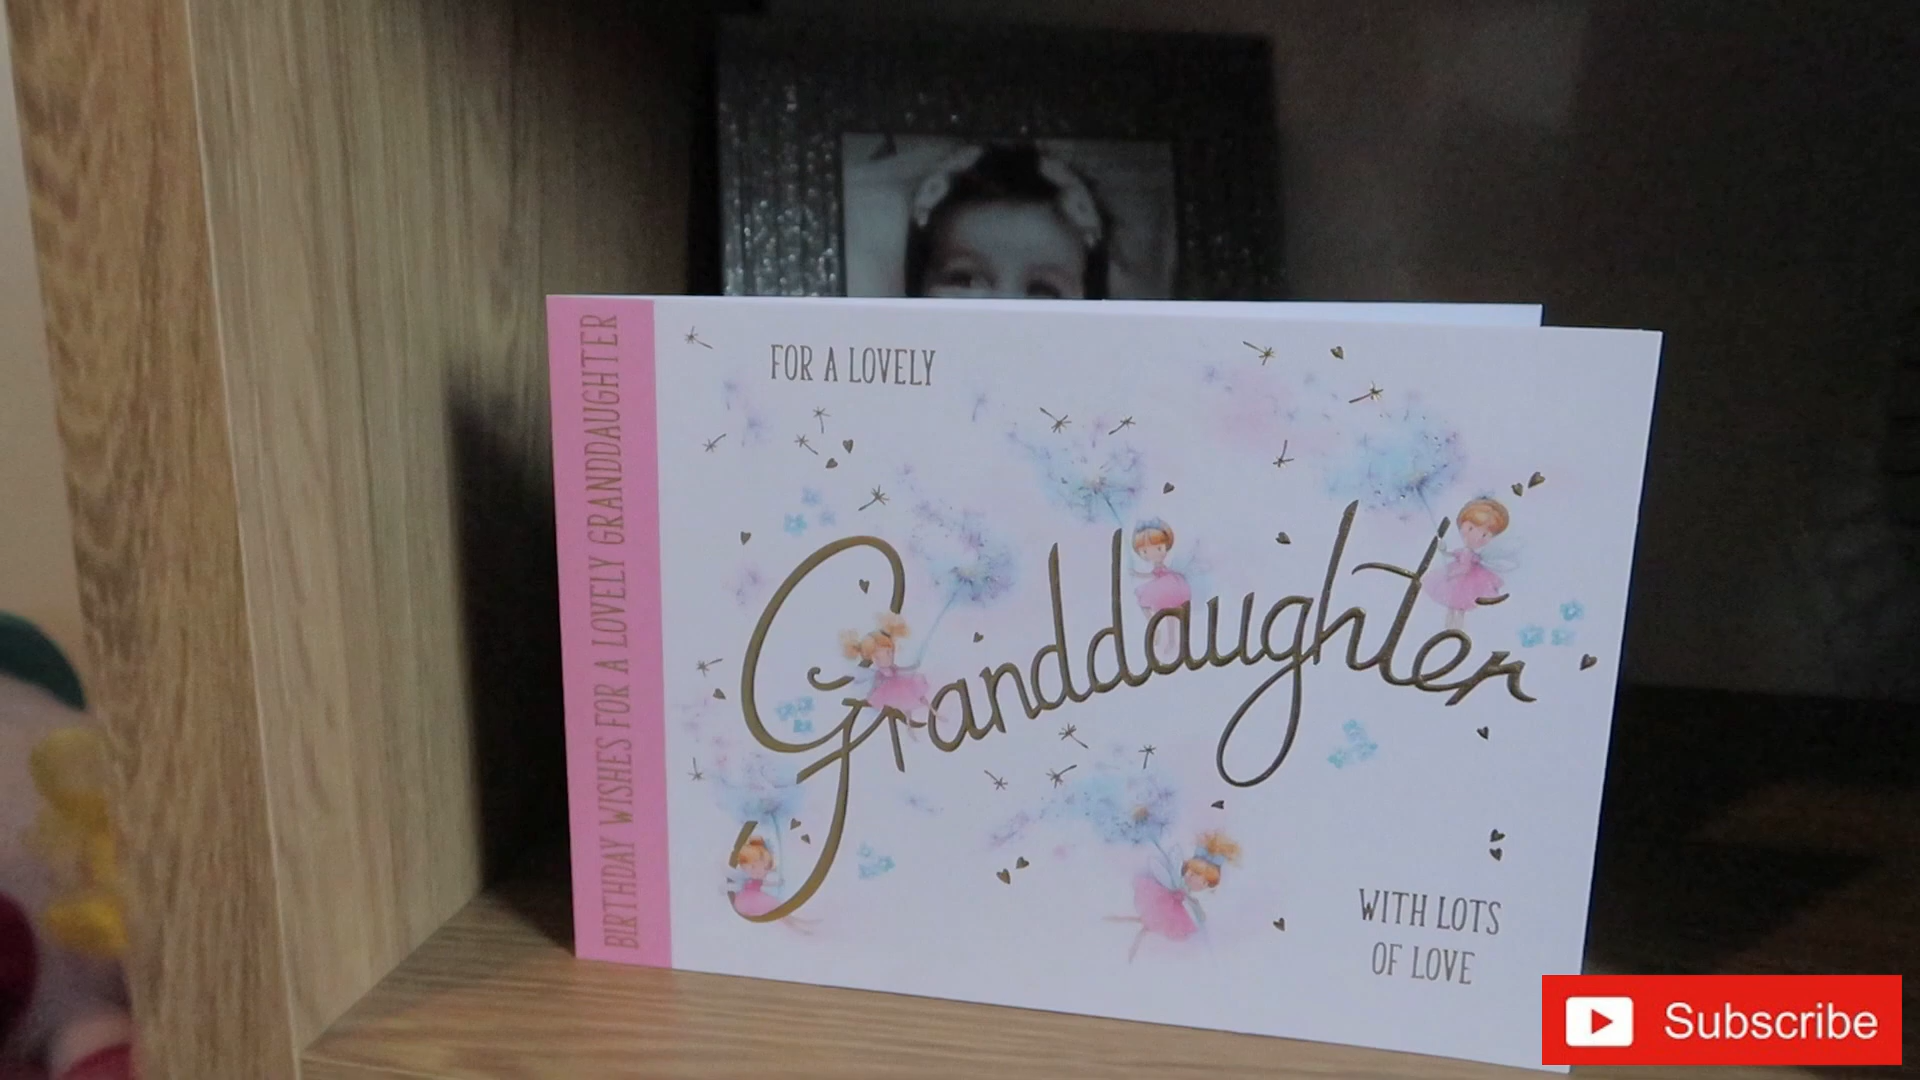 BIRTHDAY WISHES FOR A LOVELY GRANDDAUGHTER
FOR A LOVELY
Granddaughter
WITH LOTS
OF LOVE
Subscribe